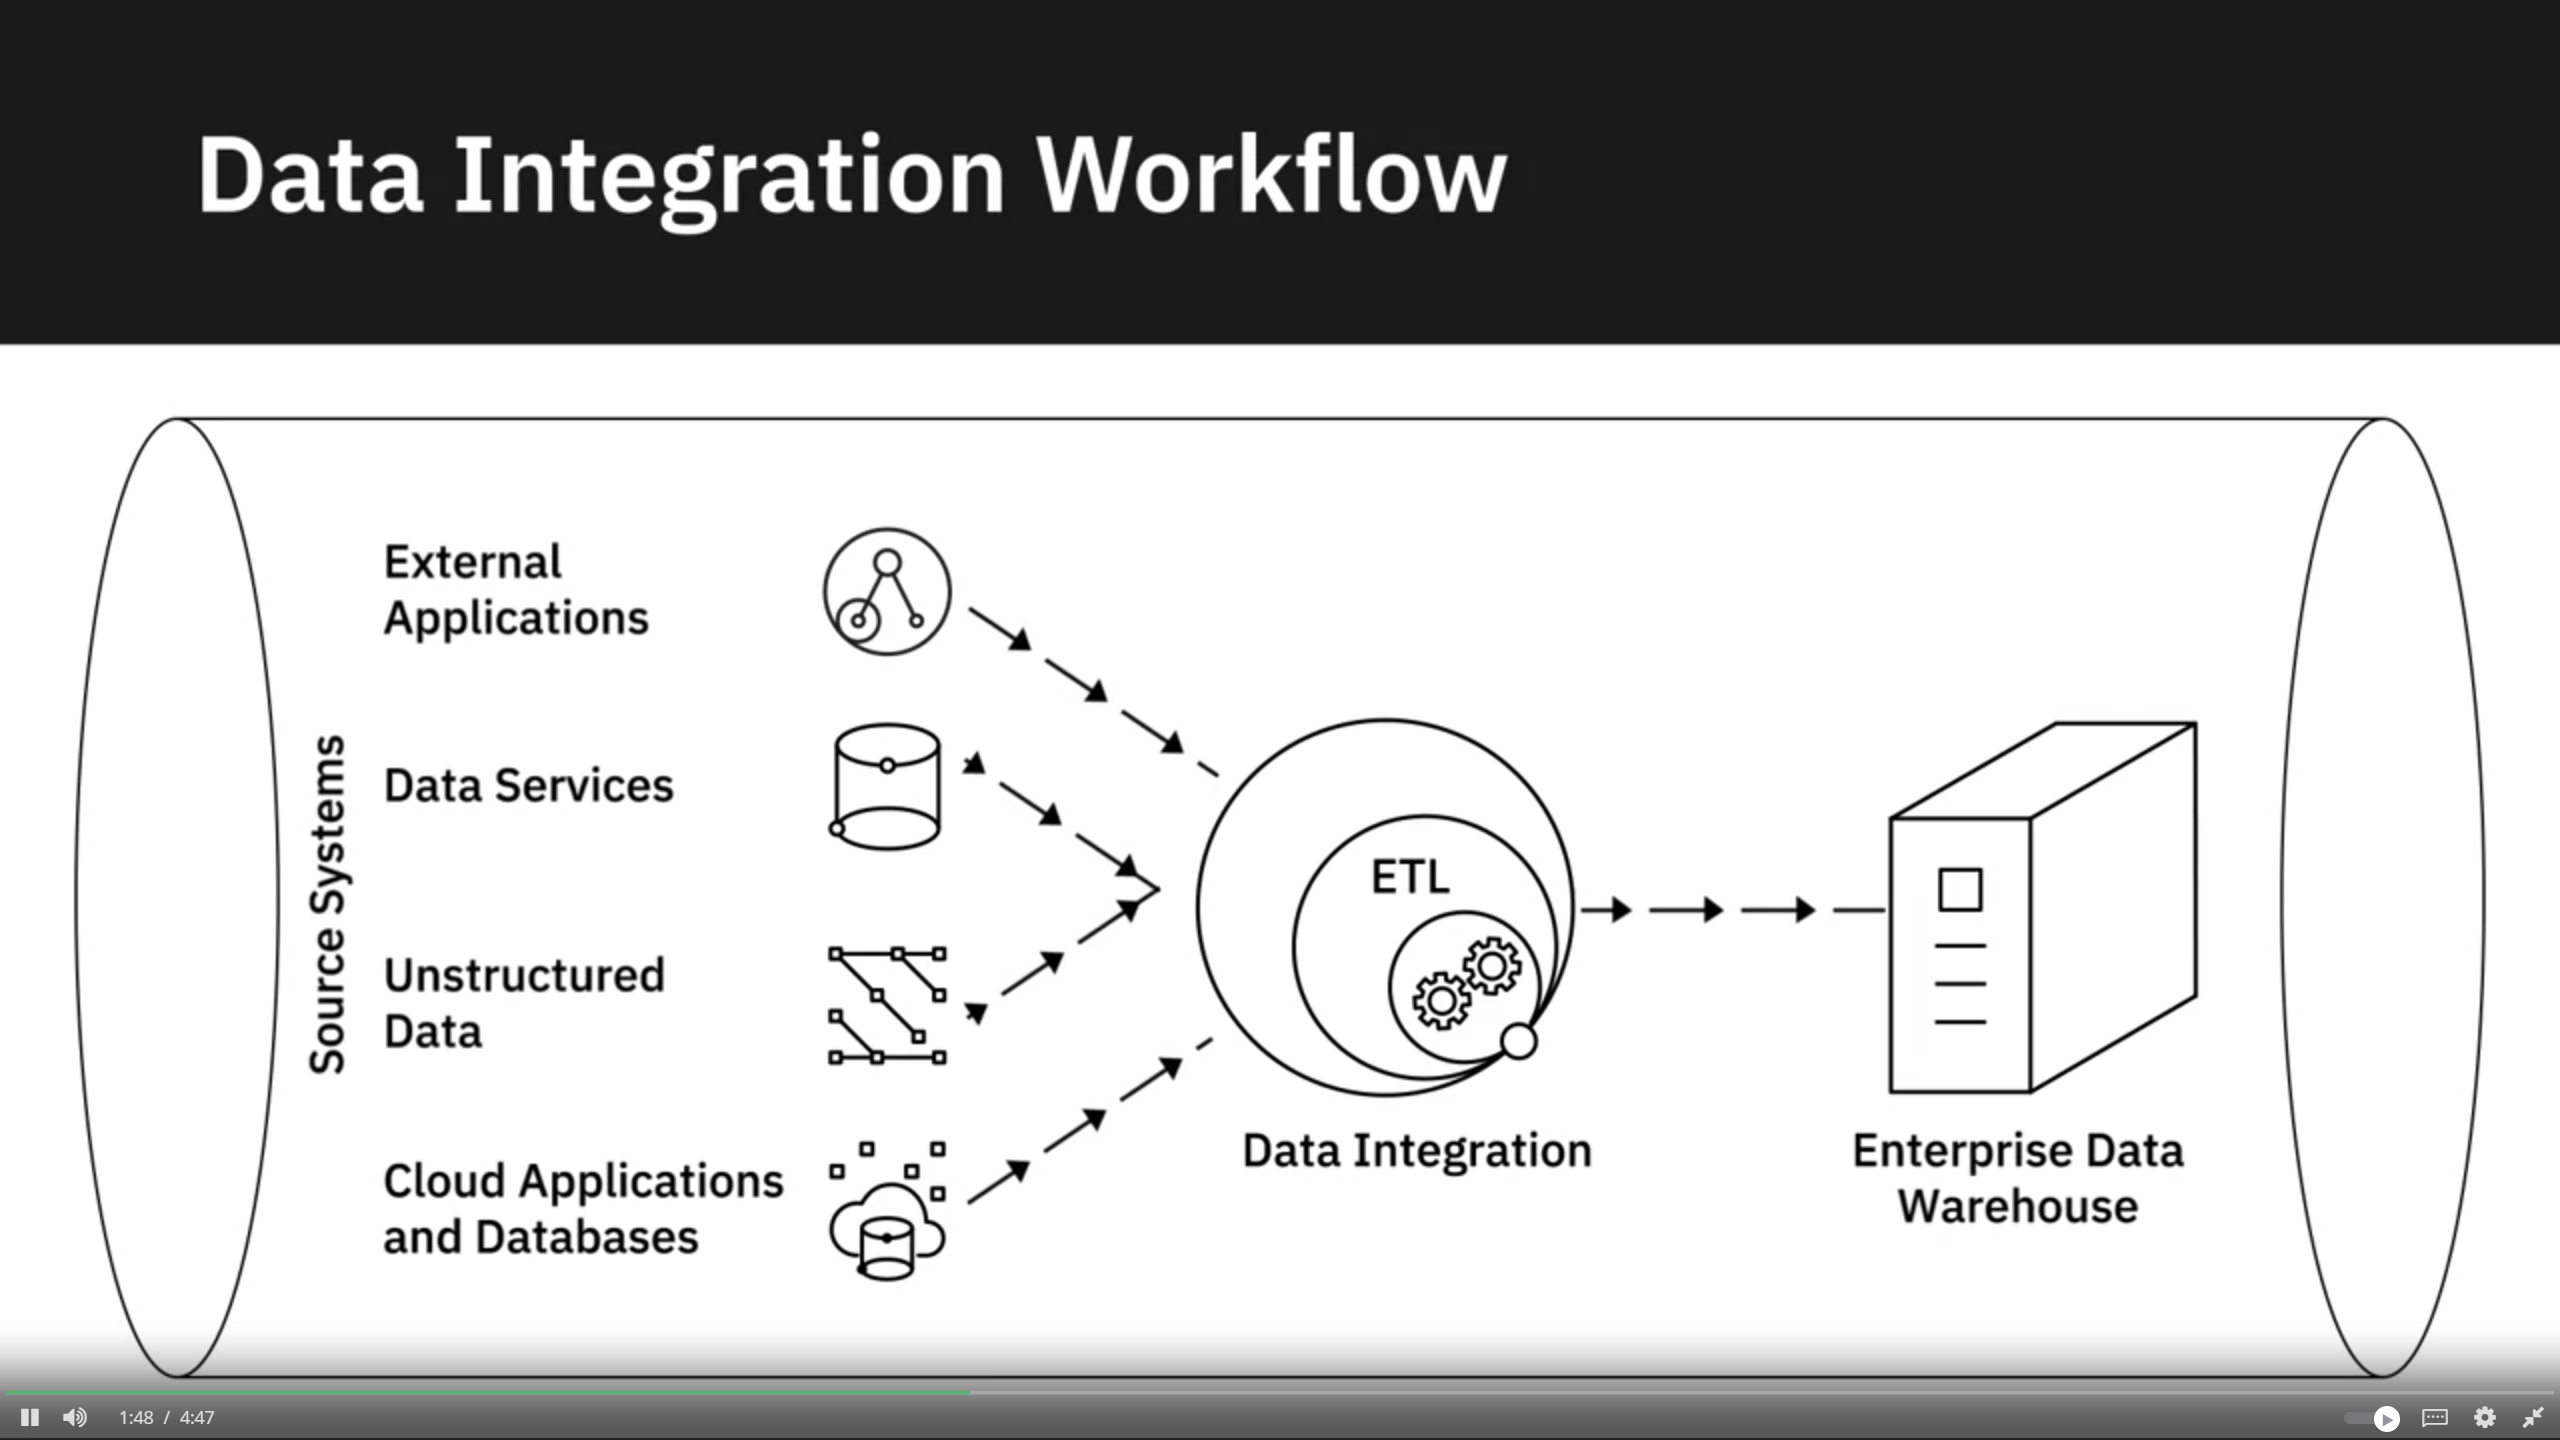 Data Integration Workflow
Source Systems
External
Applications
Data Services
Unstructured
Data
Cloud Applications
and Databases
ETL
Data Integration
Enterprise Data
Warehouse
1:48 / 4:47